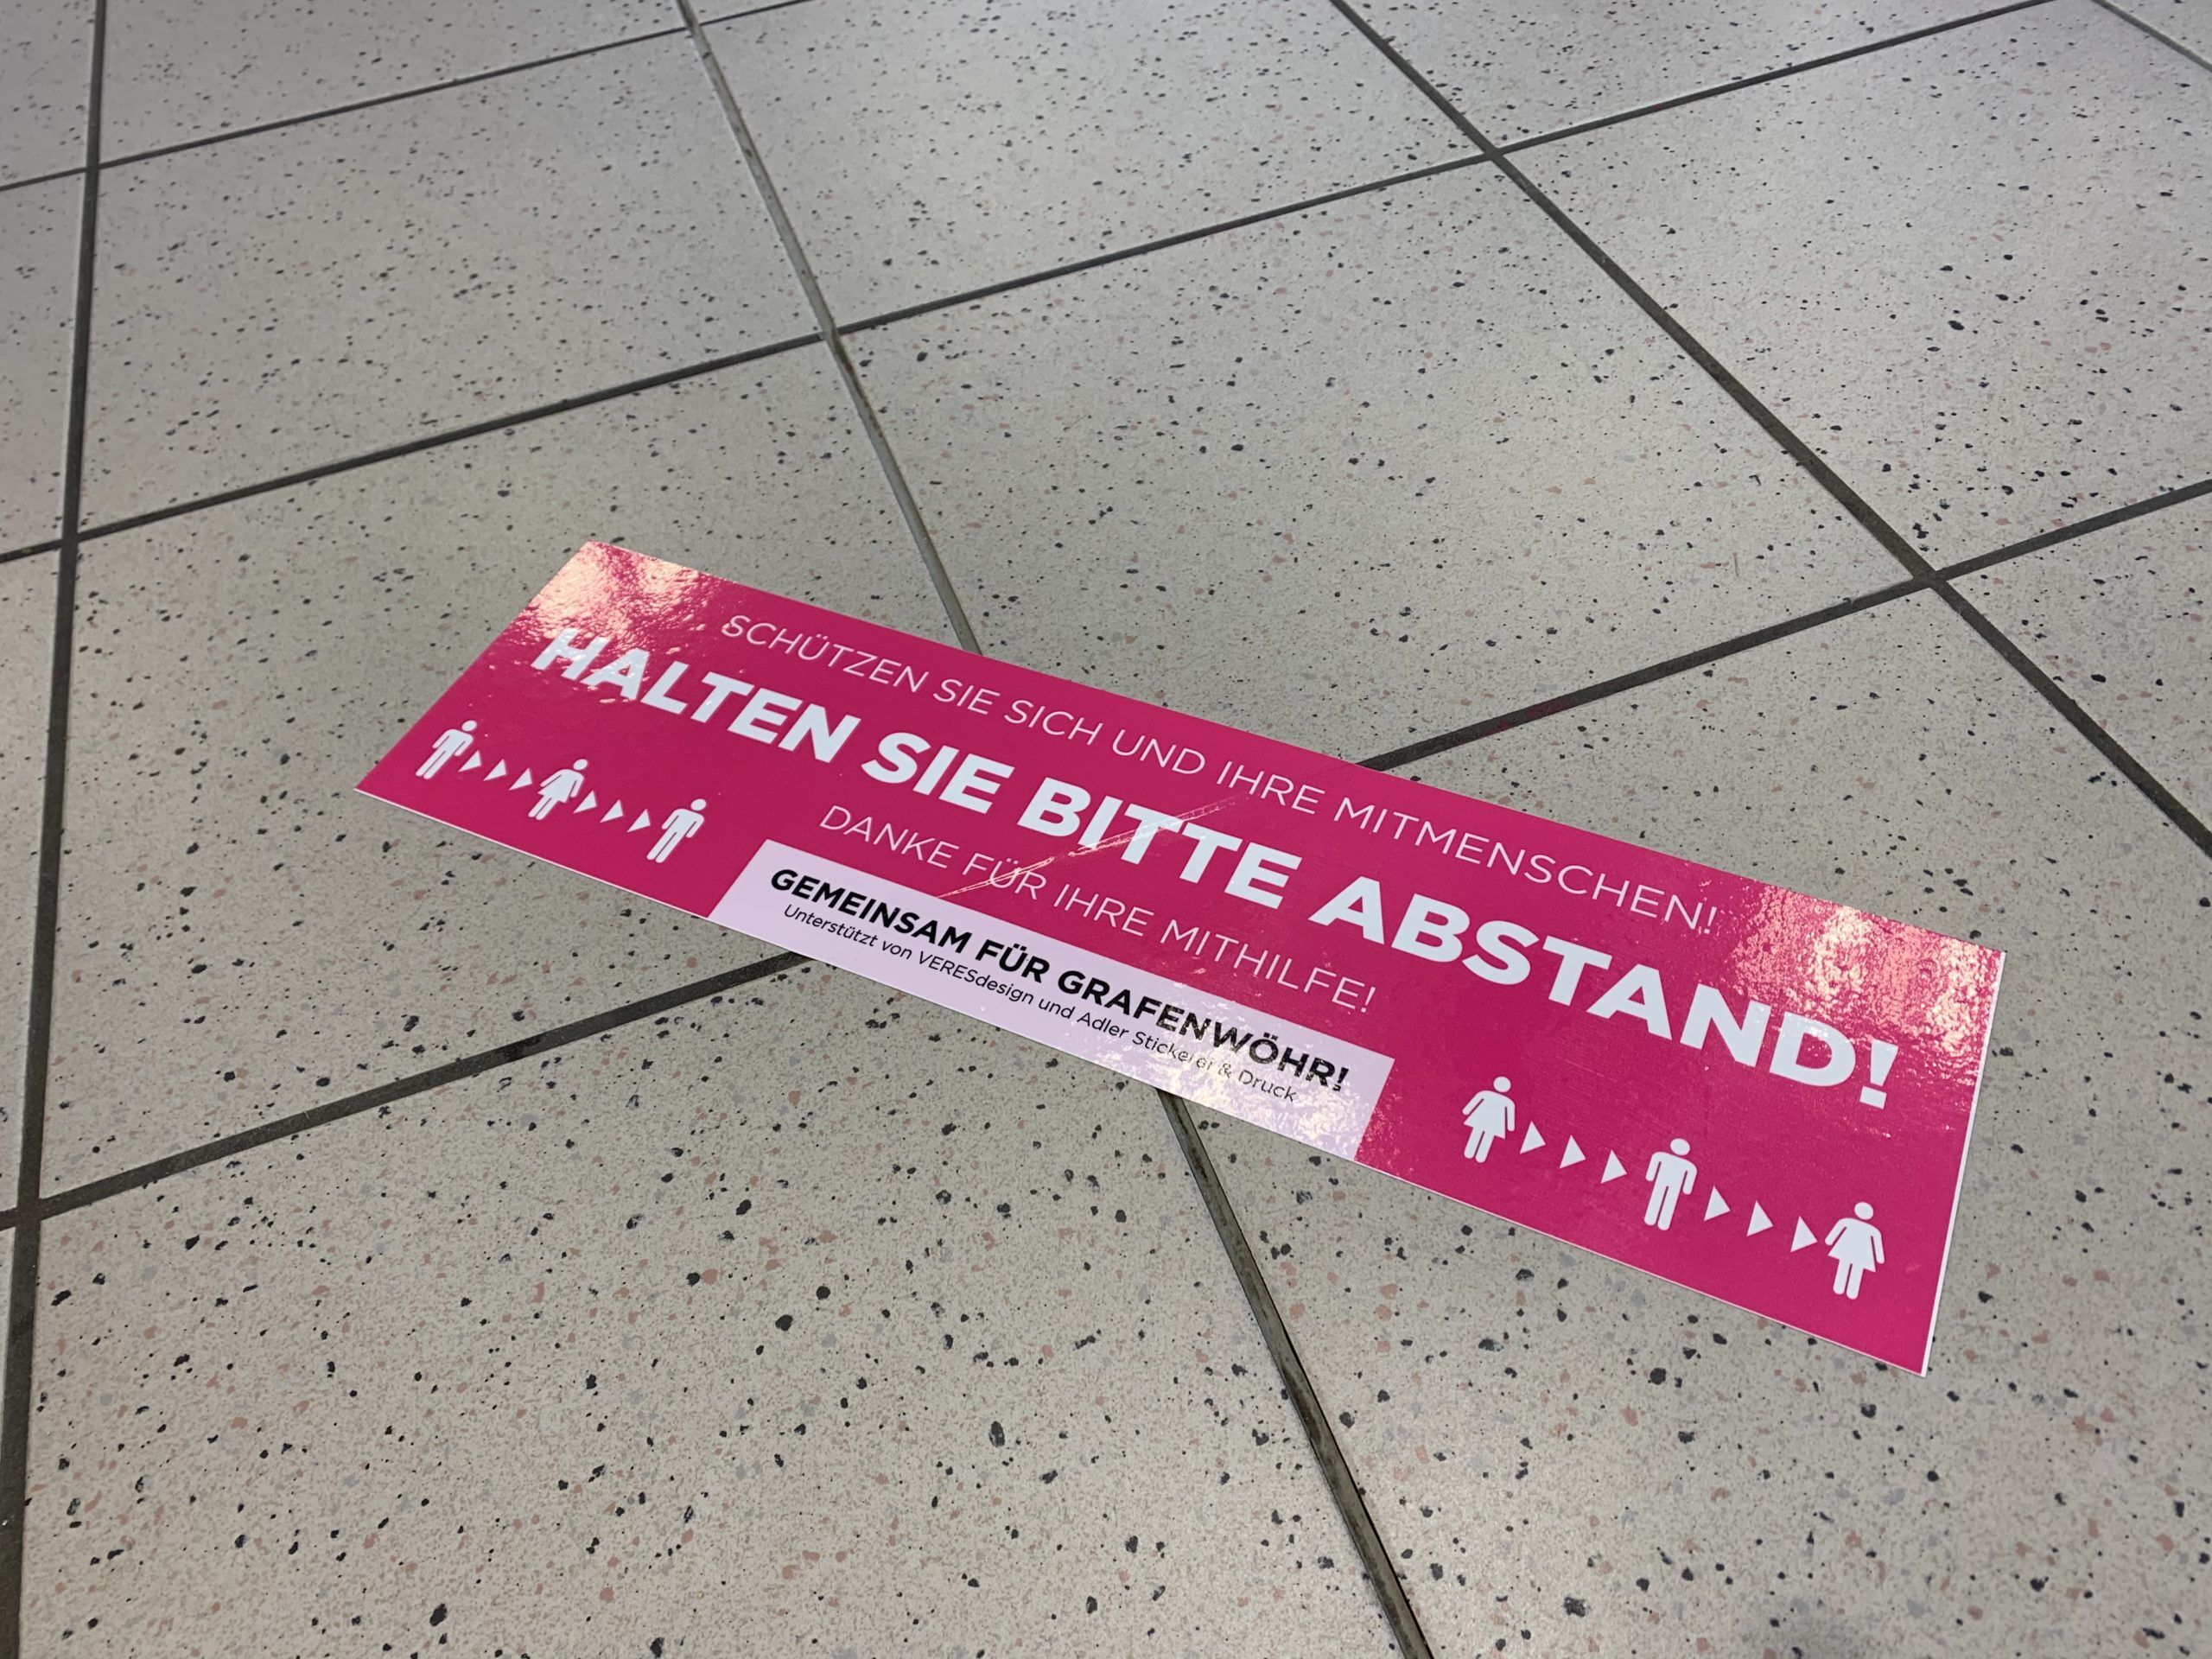 SCHÜTZEN SIE SICH UND IHRE MITMENSCHEN!
HALTEN SIE BITTE ABSTAND!
DANKE FÜR IHRE MITHILFE!
GEMEINSAM FÜR GRAFENWÖHR!
Unterstützt von VERESdesign und Adler Stickerei & Druck